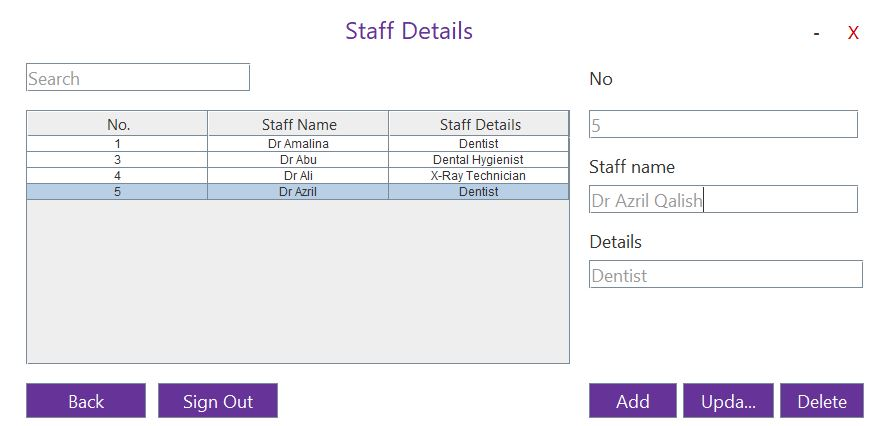 Staff Details
- X
Search
No. Staff Name Staff Details
1 Dr Amalina Dentist
3 Dr Abu Dental Hygienist
4 Dr Ali X-Ray Technician
5 Dr Azril Dentist
No
5
Staff name
Dr Azril Qalish
Details
Dentist
Back Sign Out
Add Upda... Delete